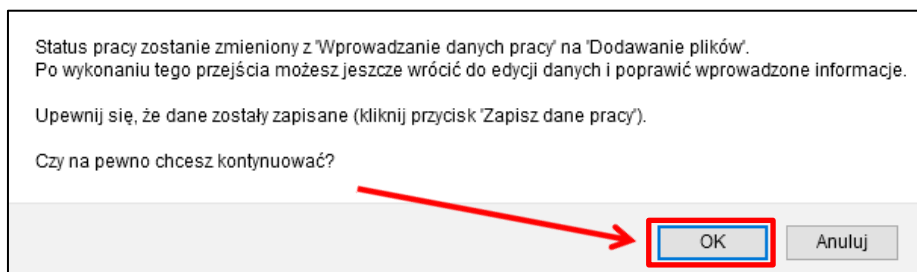 Status pracy zostanie zmieniony z 'Wprowadzanie danych pracy' na 'Dodawanie plików'.
Po wykonaniu tego przejścia możesz jeszcze wrócić do edycji danych i poprawić wprowadzone informacje.
Upewnij się, że dane zostały zapisane (kliknij przycisk 'Zapisz dane pracy').
Czy na pewno chcesz kontynuować?
OK Anuluj